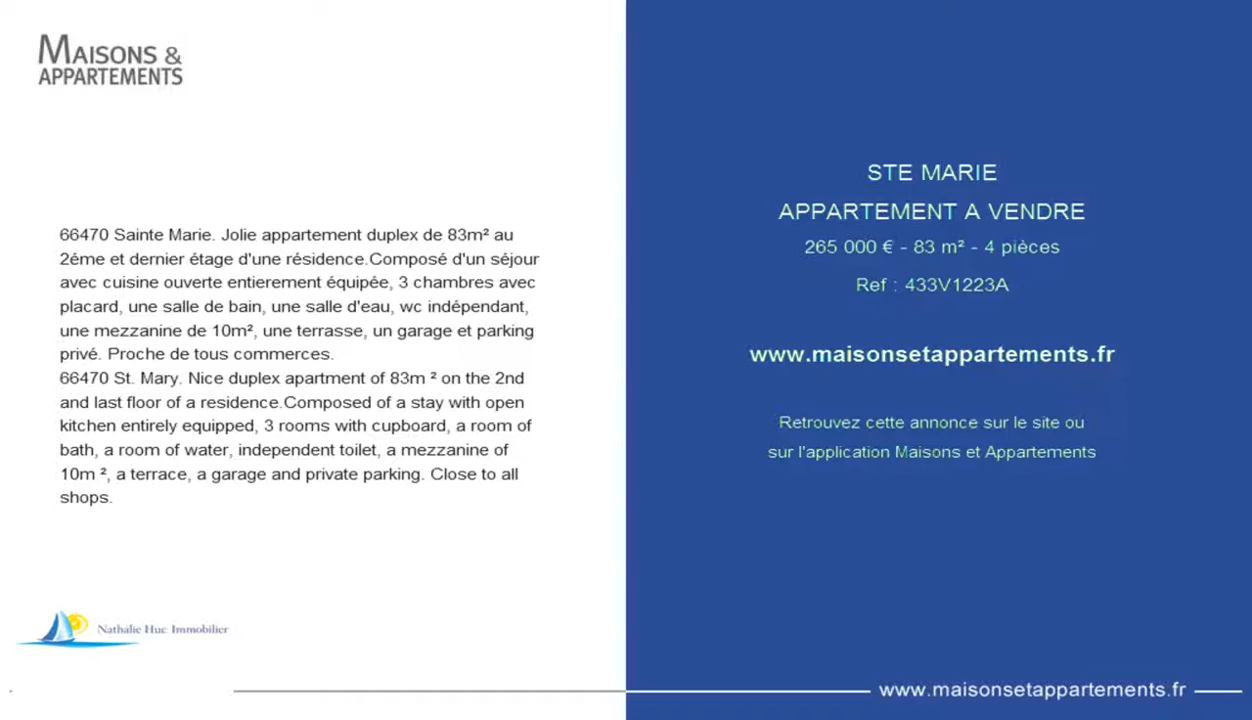 MAISONS &
APPARTEMENTS
66470 Sainte Marie. Jolie appartement duplex de 83m² au
2éme et dernier étage d'une résidence.Composé d'un séjour
avec cuisine ouverte entierement équipée, 3 chambres avec
placard, une salle de bain, une salle d'eau, wc indépendant,
une mezzanine de 10m², une terrasse, un garage et parking
privé. Proche de tous commerces.
66470 St. Mary. Nice duplex apartment of 83m ² on the 2nd
and last floor of a residence.Composed of a stay with open
kitchen entirely equipped, 3 rooms with cupboard, a room of
bath, a room of water, independent toilet, a mezzanine of
10m ², a terrace, a garage and private parking. Close to all
shops.
Nathalie Huc Immobilier
STE MARIE
APPARTEMENT A VENDRE
265 000 € - 83 m² - 4 pièces
Ref : 433V1223A
www.maisonsetappartements.fr
Retrouvez cette annonce sur le site ou
sur l'application Maisons et Appartements
www.maisonsetappartements.fr